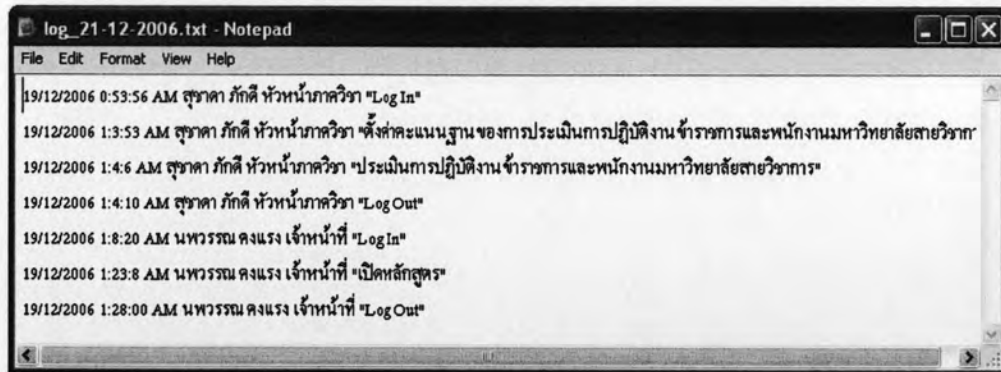 log_21-12-2006.txt - Notepad
File Edit Format View Help
19/12/2006 0:53:56 AM สุชาดา ภักดี หัวหน้าภาควิชา "Log In"
19/12/2006 1:3:53 AM สุชาดา ภักดี หัวหน้าภาควิชา "ตั้งค่าคะแนนฐานของการประเมินการปฏิบัติงานข้าราชการและพนักงานมหาวิทยาลัยสายวิชาก
19/12/2006 1:4:6 AM สุชาดา ภักดี หัวหน้าภาควิชา "ประเมินการปฏิบัติงานข้าราชการและพนักงานมหาวิทยาลัยสายวิชาการ"
19/12/2006 1:4:10 AM สุชาดา ภักดี หัวหน้าภาควิชา "Log Out"
19/12/2006 1:8:20 AM นพวรรณ คงแรง เจ้าหน้าที่ "Log In"
19/12/2006 1:23:8 AM นพวรรณ คงแรง เจ้าหน้าที่ "เปิดหลักสูตร"
19/12/2006 1:28:00 AM นพวรรณ คงแรง เจ้าหน้าที่ "Log Out"